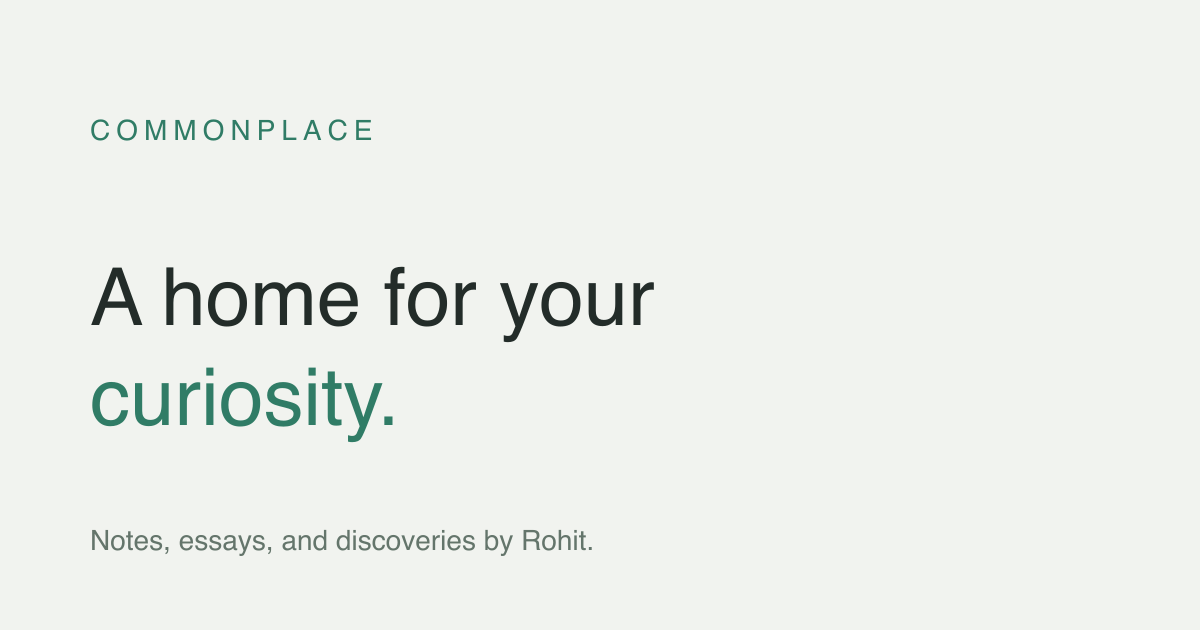 COMMONPLACE
A home for your
curiosity.
Notes, essays, and discoveries by Rohit.